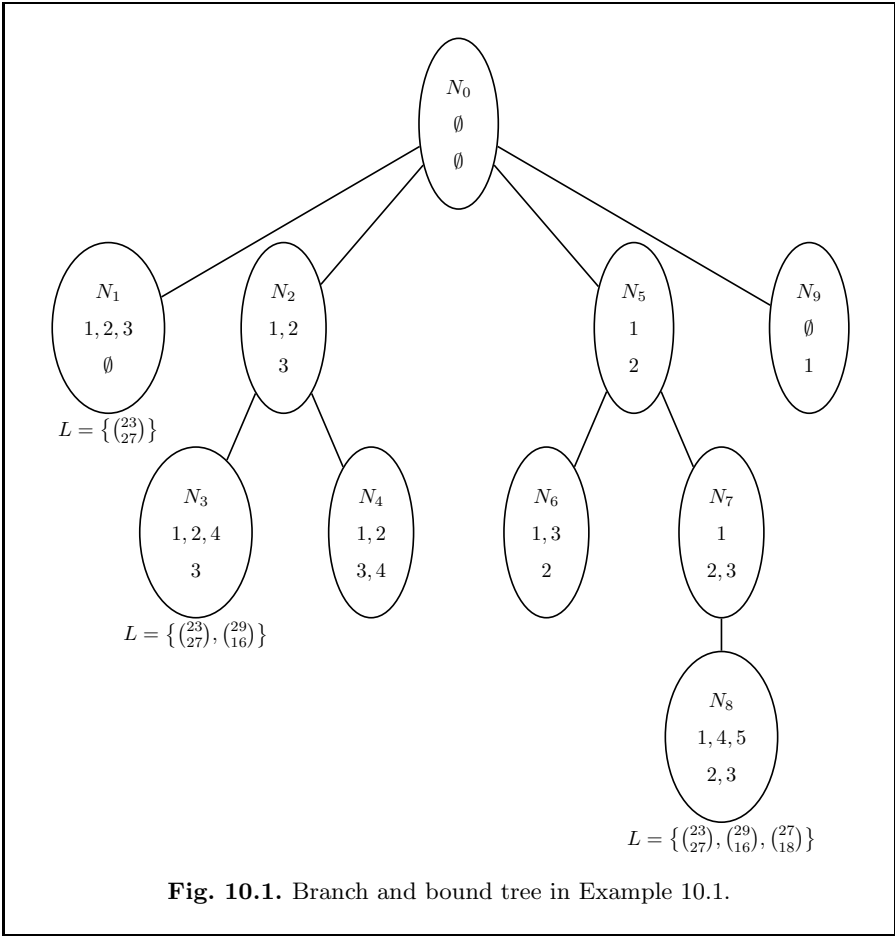 N₀
∅
∅
N₁
1, 2, 3
∅
L = {(23 27)}
N₂
1, 2
3
N₅
1
2
N₉
∅
1
N₃
1, 2, 4
3
L = {(23 27), (29 16)}
N₄
1, 2
3, 4
N₆
1, 3
2
N₇
1
2, 3
N₈
1, 4, 5
2, 3
L = {(23 27), (29 16), (27 18)}
Fig. 10.1. Branch and bound tree in Example 10.1.